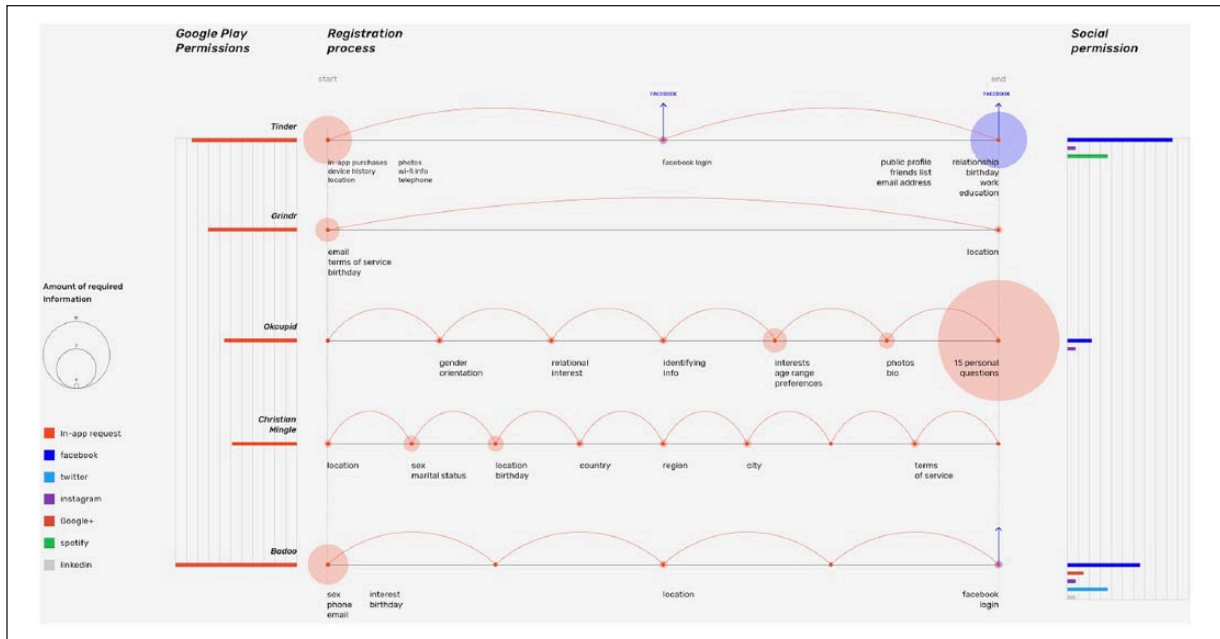 Google Play
Permissions
Registration
process
Social
permission
start
end
FACEBOOK
FACEBOOK
Tinder
in-app purchases
device history
location
photos
wi-fi info
telephone
facebook login
public profile
friends list
email address
relationship
birthday
work
education
Grindr
email
terms of service
birthday
location
Amount of required
information
Okcupid
gender
orientation
relational
interest
identifying
info
interests
age range
preferences
photos
bio
15 personal
questions
Christian
Mingle
location
sex
marital status
location
birthday
country
region
city
terms
of service
In-app request
facebook
twitter
instagram
Google+
spotify
linkedin
Badoo
sex
phone
email
interest
birthday
location
facebook
login